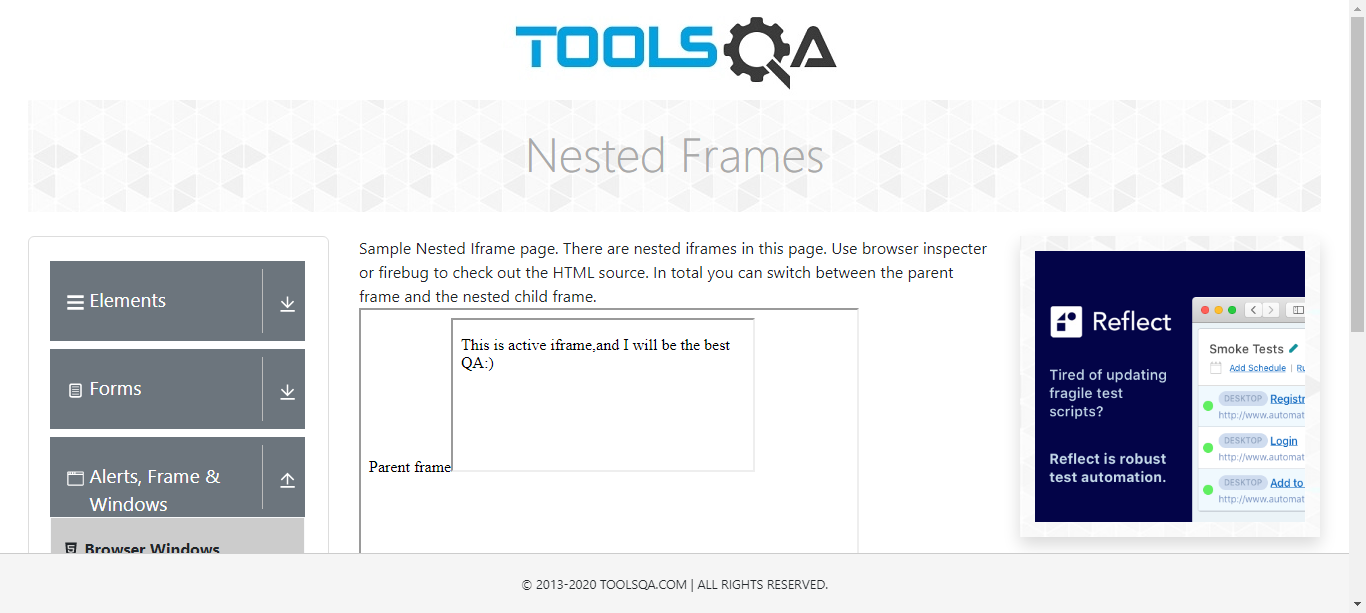 TOOLSQA
Nested Frames
Elements
Forms
Alerts, Frame &
Windows
Browser Windows
Sample Nested Iframe page. There are nested iframes in this page. Use browser inspecter
or firebug to check out the HTML source. In total you can switch between the parent
frame and the nested child frame.
This is active iframe,and I will be the best
QA:)
Parent frame
Reflect
Tired of updating
fragile test
scripts?
Reflect is robust
test automation.
Smoke Tests
Add Schedule | Ru
DESKTOP Registr
http://www.automat
DESKTOP Login
http://www.automat
DESKTOP Add to
http://www.automat
© 2013-2020 TOOLSQA.COM | ALL RIGHTS RESERVED.